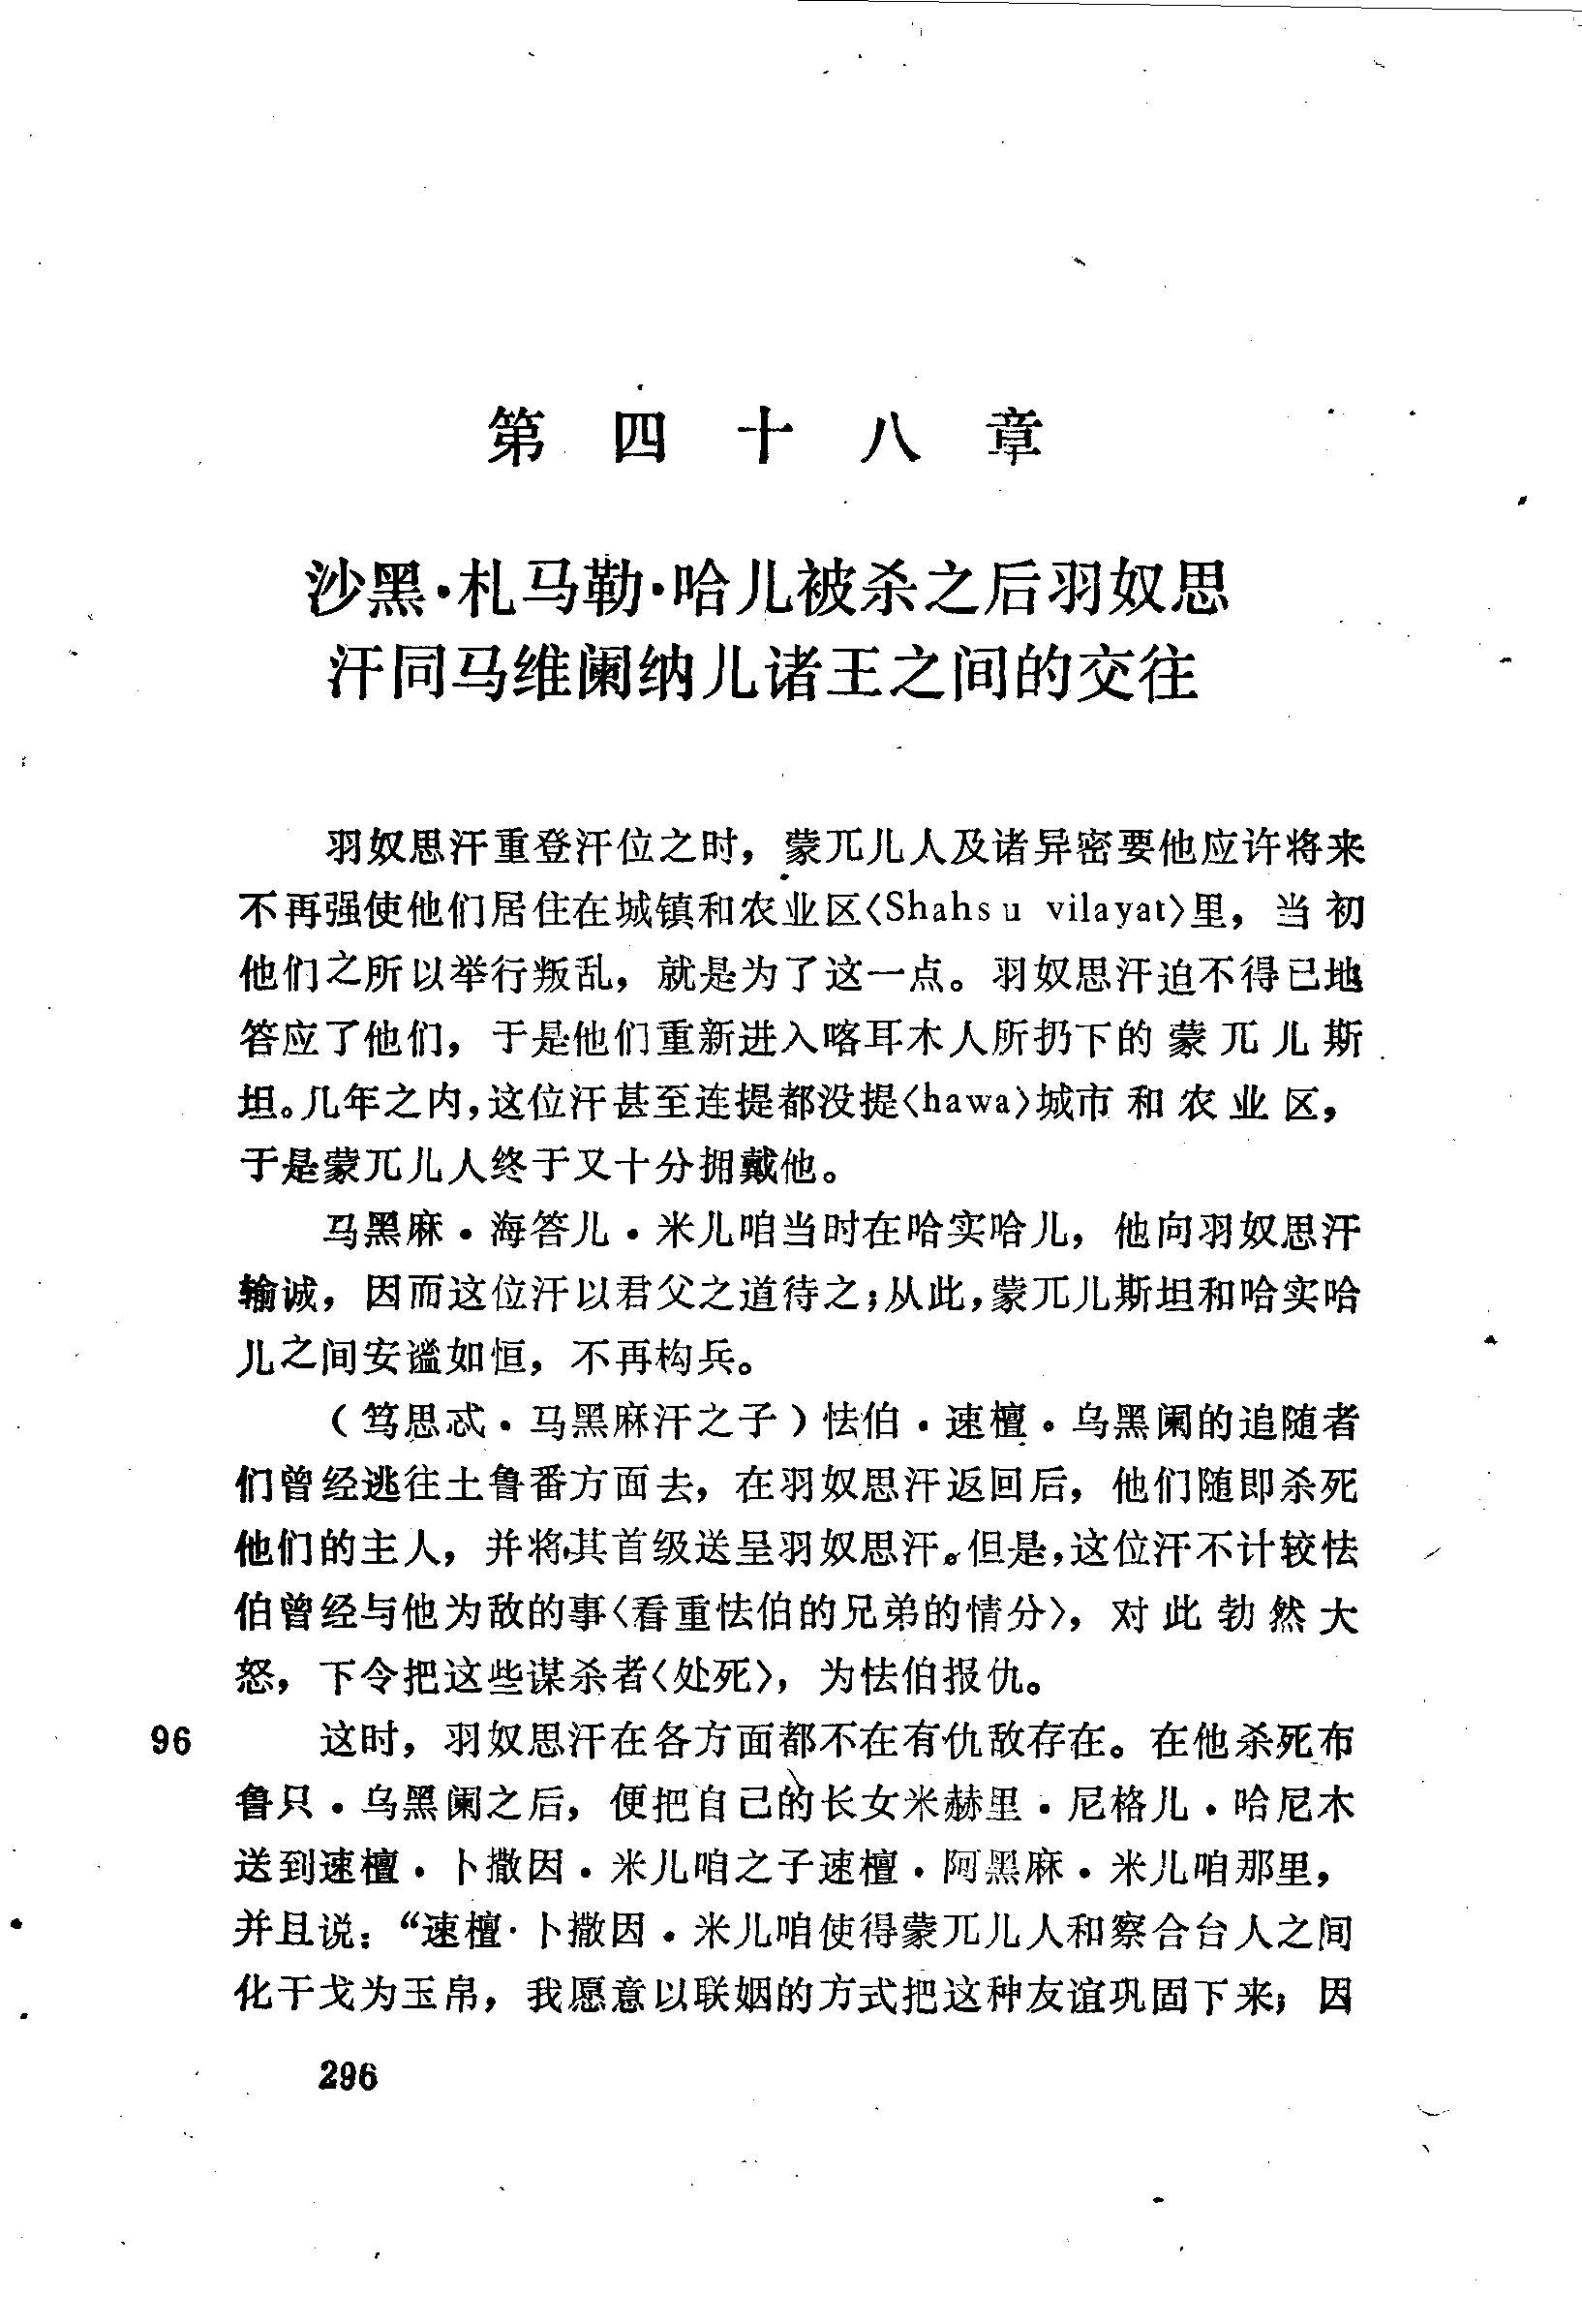 第四十八章
沙黑·札马勒·哈儿被杀之后羽奴思
汗同马维阑纳儿诸王之间的交往
羽奴思汗重登汗位之时，蒙兀儿人及诸异密要他应许将来
不再强使他们居住在城镇和农业区〈Shahs u vilayat〉里，当初
他们之所以举行叛乱，就是为了这一点。羽奴思汗迫不得已地
答应了他们，于是他们重新进入喀耳木人所扔下的蒙兀儿斯
坦。几年之内，这位汗甚至连提都没提〈hawa〉城市和农业区，
于是蒙兀儿人终于又十分拥戴他。
马黑麻·海答儿·米儿咱当时在哈实哈儿，他向羽奴思汗
输诚，因而这位汗以君父之道待之；从此，蒙兀儿斯坦和哈实哈
儿之间安谧如恒，不再构兵。
（笃思忒·马黑麻汗之子）怯伯·速檀·乌黑阑的追随者
们曾经逃往土鲁番方面去，在羽奴思汗返回后，他们随即杀死
他们的主人，并将其首级送呈羽奴思汗。但是，这位汗不计较怯
伯曾经与他为敌的事〈看重怯伯的兄弟的情分〉，对此勃然大
怒，下令把这些谋杀者〈处死〉，为怯伯报仇。
96 这时，羽奴思汗在各方面都不在有仇敌存在。在他杀死布
鲁只·乌黑阑之后，便把自己的长女米赫里·尼格儿·哈尼木
送到速檀·卜撒因·米儿咱之子速檀·阿黑麻·米儿咱那里，
并且说：“速檀·卜撒因·米儿咱使得蒙兀儿人和察合台人之间
化干戈为玉帛，我愿意以联姻的方式把这种友谊巩固下来；因
296